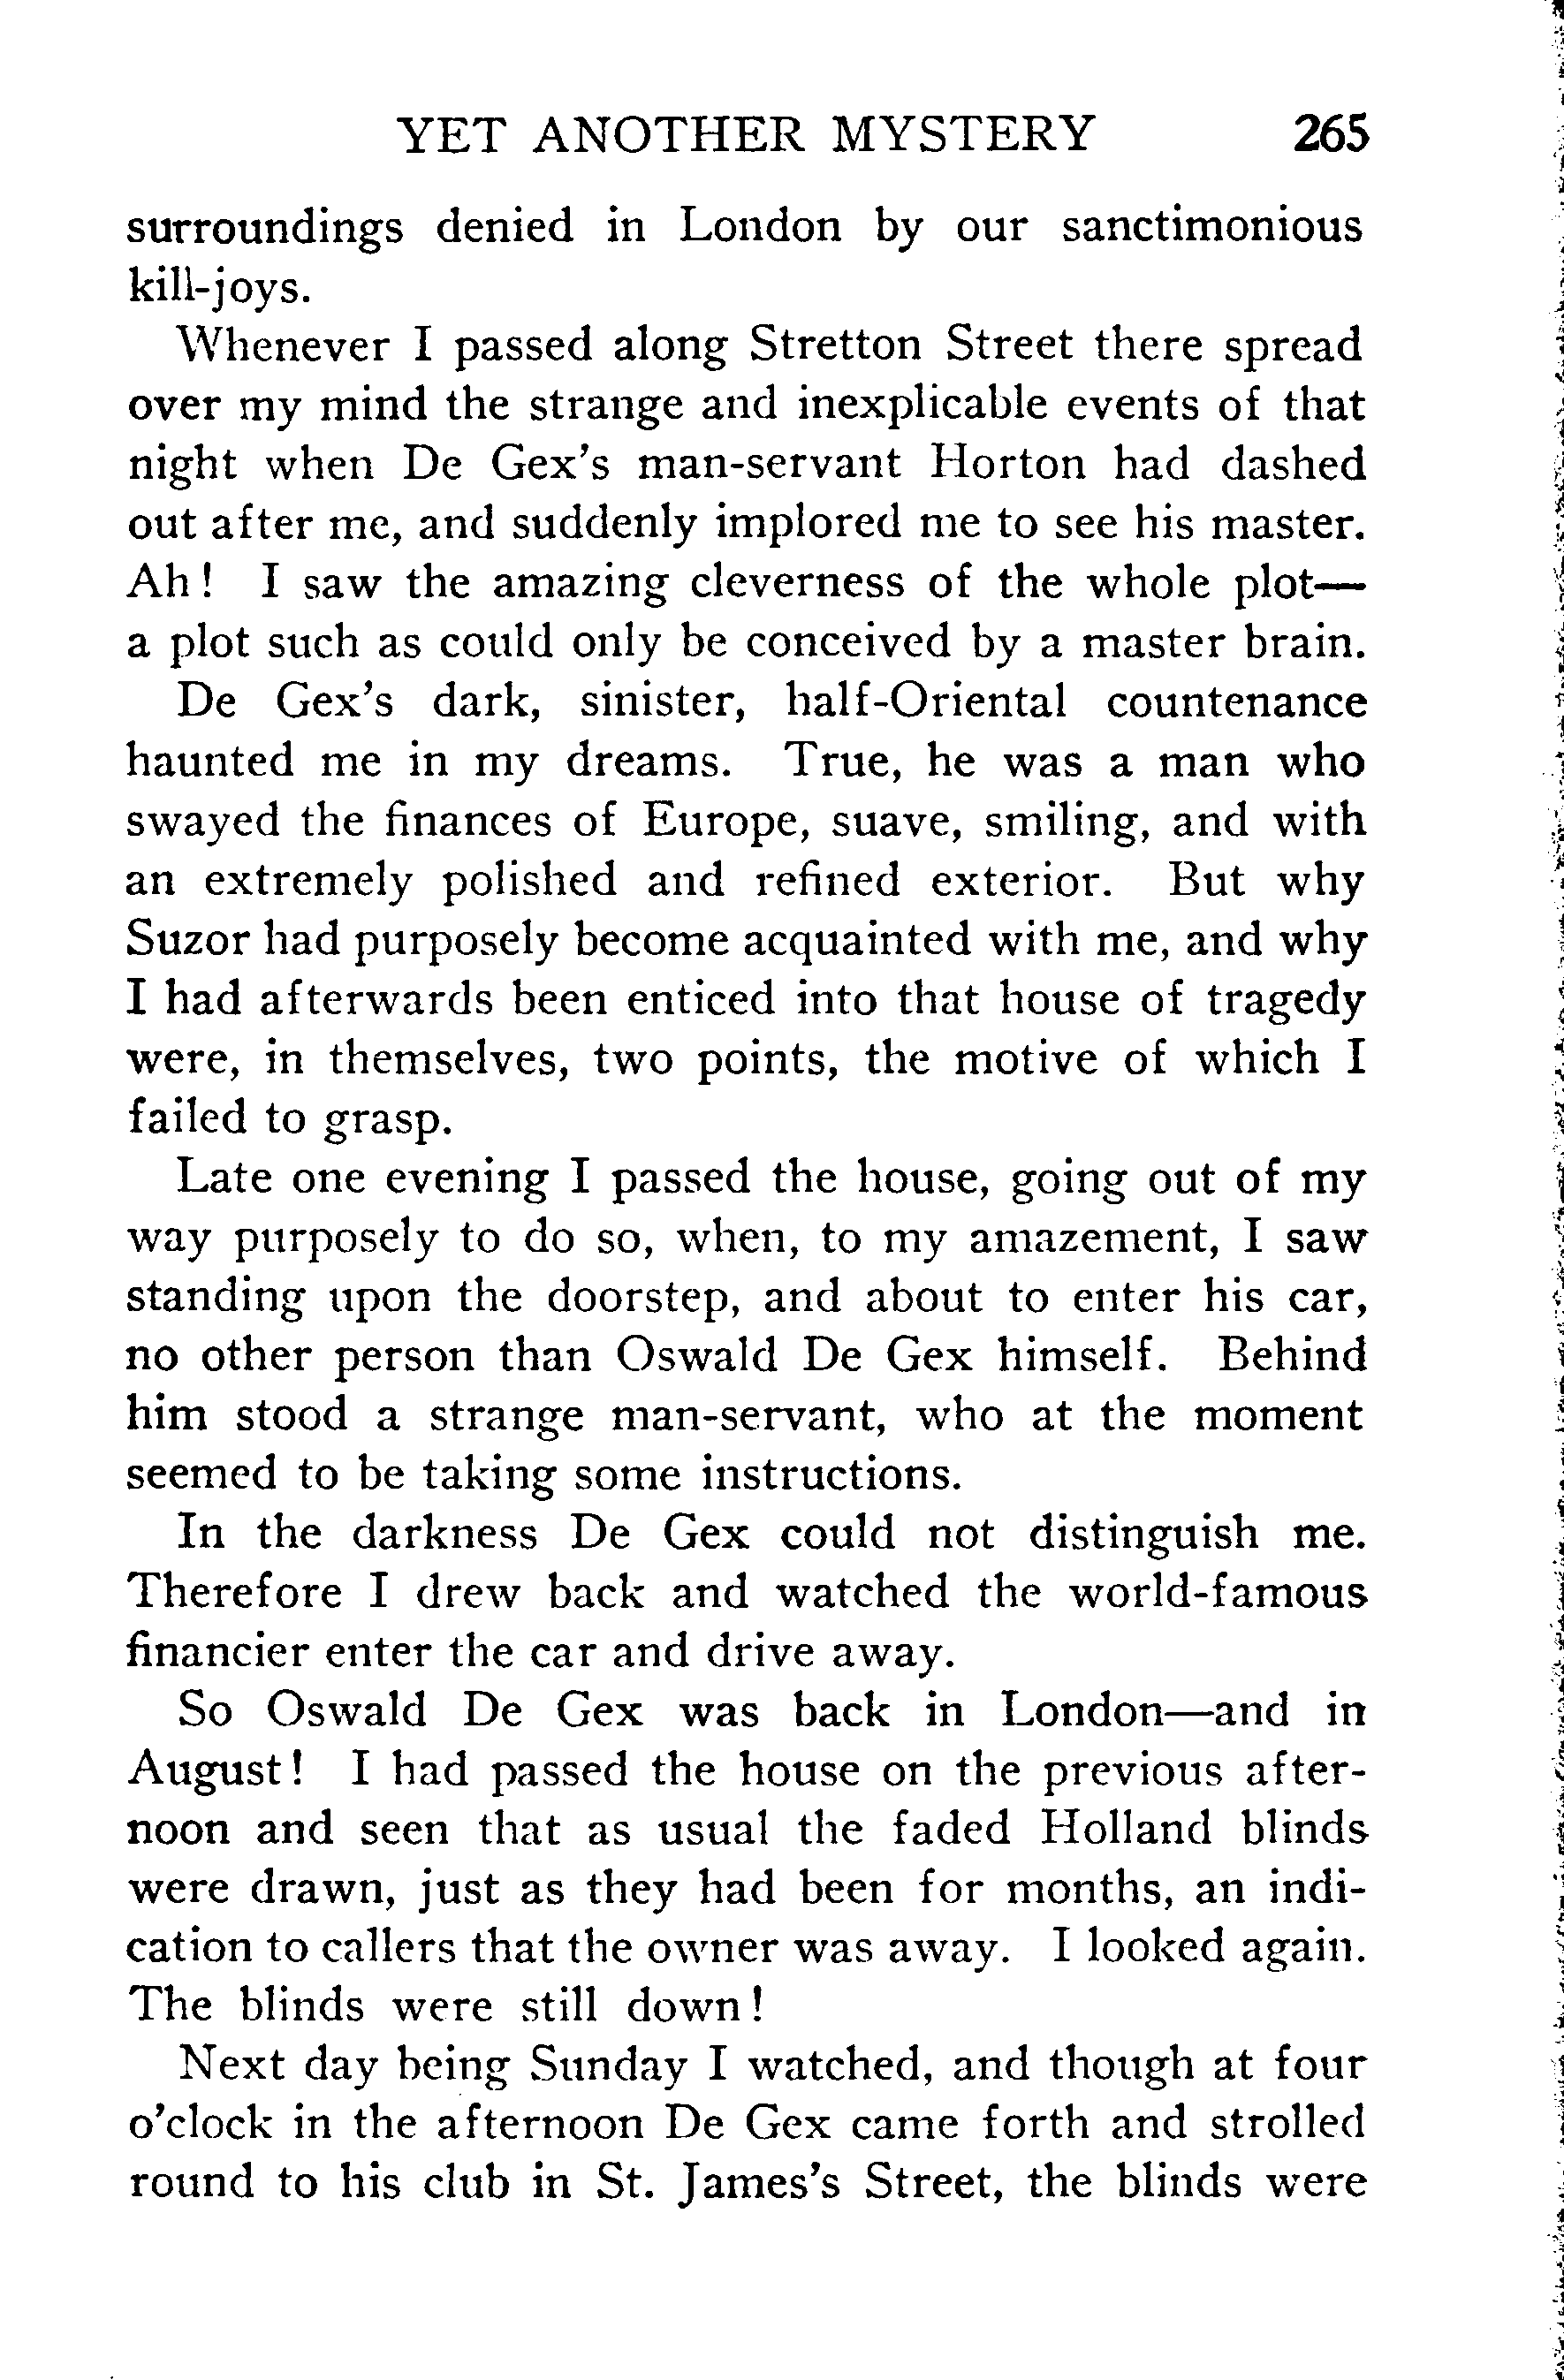 YET ANOTHER MYSTERY 265
surroundings denied in London by our sanctimonious
kill-joys.
Whenever I passed along Stretton Street there spread
over my mind the strange and inexplicable events of that
night when De Gex's man-servant Horton had dashed
out after me, and suddenly implored me to see his master.
Ah! I saw the amazing cleverness of the whole plot—
a plot such as could only be conceived by a master brain.
De Gex's dark, sinister, half-Oriental countenance
haunted me in my dreams. True, he was a man who
swayed the finances of Europe, suave, smiling, and with
an extremely polished and refined exterior. But why
Suzor had purposely become acquainted with me, and why
I had afterwards been enticed into that house of tragedy
were, in themselves, two points, the motive of which I
failed to grasp.
Late one evening I passed the house, going out of my
way purposely to do so, when, to my amazement, I saw
standing upon the doorstep, and about to enter his car,
no other person than Oswald De Gex himself. Behind
him stood a strange man-servant, who at the moment
seemed to be taking some instructions.
In the darkness De Gex could not distinguish me.
Therefore I drew back and watched the world-famous
financier enter the car and drive away.
So Oswald De Gex was back in London—and in
August! I had passed the house on the previous after-
noon and seen that as usual the faded Holland blinds
were drawn, just as they had been for months, an indi-
cation to callers that the owner was away. I looked again.
The blinds were still down!
Next day being Sunday I watched, and though at four
o'clock in the afternoon De Gex came forth and strolled
round to his club in St. James's Street, the blinds were